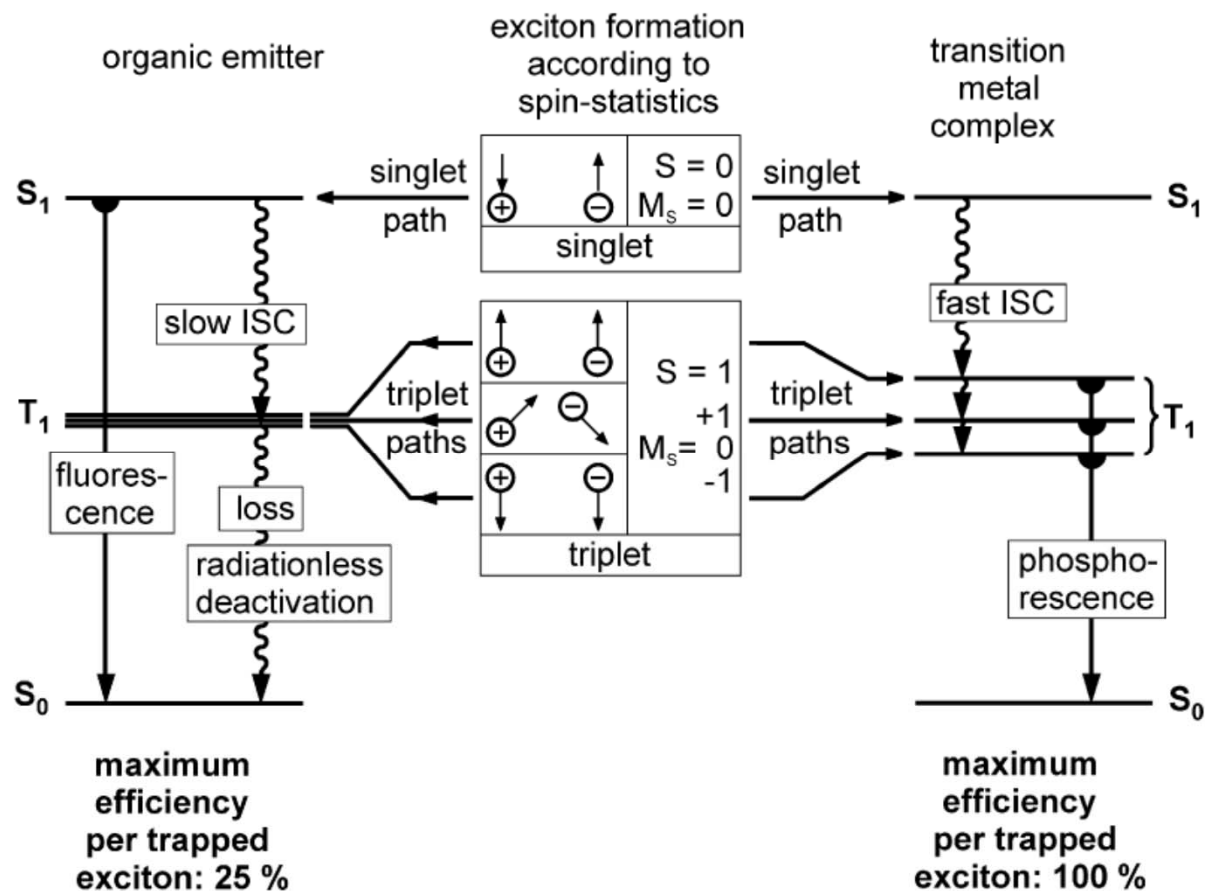 organic emitter
exciton formation
according to
spin-statistics
transition
metal
complex
S₁
singlet
path
⊕
⊖
S = 0
Mₛ = 0
singlet
singlet
path
S₁
slow ISC
fast ISC
T₁
triplet
paths
⊕
⊖
⊕
⊖
⊕
⊖
S = 1
+1
Mₛ= 0
-1
triplet
triplet
paths
T₁
fluores-
cence
loss
radiationless
deactivation
phospho-
rescence
S₀
S₀
maximum
efficiency
per trapped
exciton: 25 %
maximum
efficiency
per trapped
exciton: 100 %